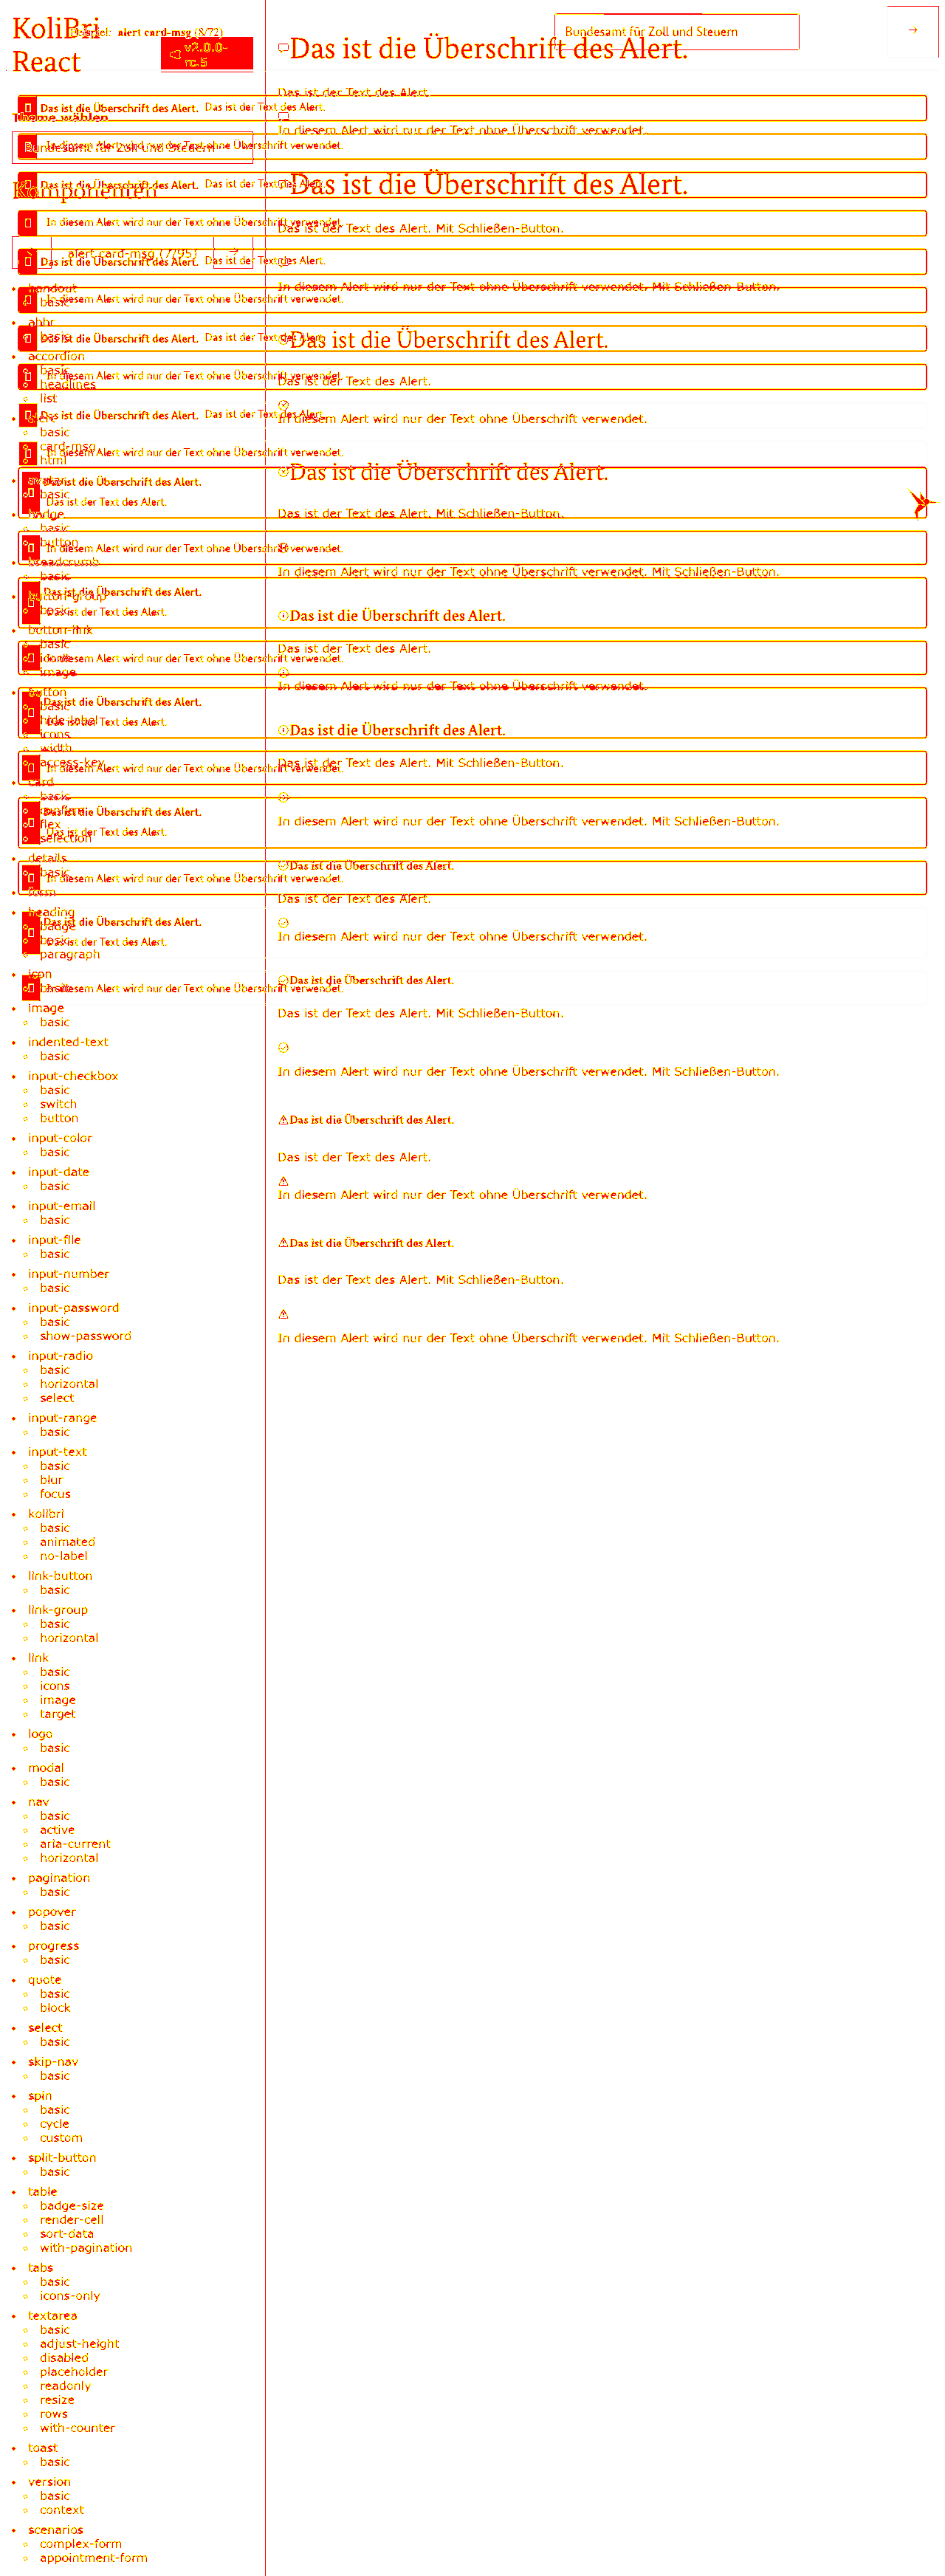 KoliBri
React
Beispiel: alert card-msg (8/72)
v2.0.0-
rc.5
Bundesamt für Zoll und Steuern
→
Theme wählen
Bundesamt für Zoll und Steuern
Komponenten
alert card-msg (7/95)
→
handout
basic
abbr
basic
accordion
basic
headlines
list
alert
basic
card-msg
html
avatar
basic
badge
basic
button
breadcrumb
basic
button-group
basic
button-link
basic
icons
image
button
basic
hide-label
icons
width
access-key
card
basic
confirm
flex
selection
details
basic
form
heading
badge
basic
paragraph
icon
basic
image
basic
indented-text
basic
input-checkbox
basic
switch
button
input-color
basic
input-date
basic
input-email
basic
input-file
basic
input-number
basic
input-password
basic
show-password
input-radio
basic
horizontal
select
input-range
basic
input-text
basic
blur
focus
kolibri
basic
animated
no-label
link-button
basic
link-group
basic
horizontal
link
basic
icons
image
target
logo
basic
modal
basic
nav
basic
active
aria-current
horizontal
pagination
basic
popover
basic
progress
basic
quote
basic
block
select
basic
skip-nav
basic
spin
basic
cycle
custom
split-button
basic
table
badge-size
render-cell
sort-data
with-pagination
tabs
basic
icons-only
textarea
basic
adjust-height
disabled
placeholder
readonly
resize
rows
with-counter
toast
basic
version
basic
context
scenarios
complex-form
appointment-form
Das ist die Überschrift des Alert. Das ist der Text des Alert.
In diesem Alert wird nur der Text ohne Überschrift verwendet.
Das ist die Überschrift des Alert. Das ist der Text des Alert.
In diesem Alert wird nur der Text ohne Überschrift verwendet.
Das ist die Überschrift des Alert. Das ist der Text des Alert.
In diesem Alert wird nur der Text ohne Überschrift verwendet.
Das ist die Überschrift des Alert. Das ist der Text des Alert.
In diesem Alert wird nur der Text ohne Überschrift verwendet.
Das ist die Überschrift des Alert. Das ist der Text des Alert.
In diesem Alert wird nur der Text ohne Überschrift verwendet.
Das ist die Überschrift des Alert.
Das ist der Text des Alert.
In diesem Alert wird nur der Text ohne Überschrift verwendet.
Das ist die Überschrift des Alert.
Das ist der Text des Alert.
In diesem Alert wird nur der Text ohne Überschrift verwendet.
Das ist die Überschrift des Alert.
Das ist der Text des Alert.
In diesem Alert wird nur der Text ohne Überschrift verwendet.
Das ist die Überschrift des Alert.
Das ist der Text des Alert.
In diesem Alert wird nur der Text ohne Überschrift verwendet.
Das ist die Überschrift des Alert.
Das ist der Text des Alert.
In diesem Alert wird nur der Text ohne Überschrift verwendet.
Das ist die Überschrift des Alert.
Das ist der Text des Alert.
In diesem Alert wird nur der Text ohne Überschrift verwendet.
Das ist die Überschrift des Alert.
Das ist der Text des Alert. Mit Schließen-Button.
In diesem Alert wird nur der Text ohne Überschrift verwendet. Mit Schließen-Button.
Das ist die Überschrift des Alert.
Das ist der Text des Alert.
In diesem Alert wird nur der Text ohne Überschrift verwendet.
Das ist die Überschrift des Alert.
Das ist der Text des Alert. Mit Schließen-Button.
In diesem Alert wird nur der Text ohne Überschrift verwendet. Mit Schließen-Button.
Das ist die Überschrift des Alert.
Das ist der Text des Alert.
In diesem Alert wird nur der Text ohne Überschrift verwendet.
Das ist die Überschrift des Alert.
Das ist der Text des Alert. Mit Schließen-Button.
In diesem Alert wird nur der Text ohne Überschrift verwendet. Mit Schließen-Button.
Das ist die Überschrift des Alert.
Das ist der Text des Alert.
In diesem Alert wird nur der Text ohne Überschrift verwendet.
Das ist die Überschrift des Alert.
Das ist der Text des Alert. Mit Schließen-Button.
In diesem Alert wird nur der Text ohne Überschrift verwendet. Mit Schließen-Button.
Das ist die Überschrift des Alert.
Das ist der Text des Alert.
In diesem Alert wird nur der Text ohne Überschrift verwendet.
Das ist die Überschrift des Alert.
Das ist der Text des Alert. Mit Schließen-Button.
In diesem Alert wird nur der Text ohne Überschrift verwendet. Mit Schließen-Button.